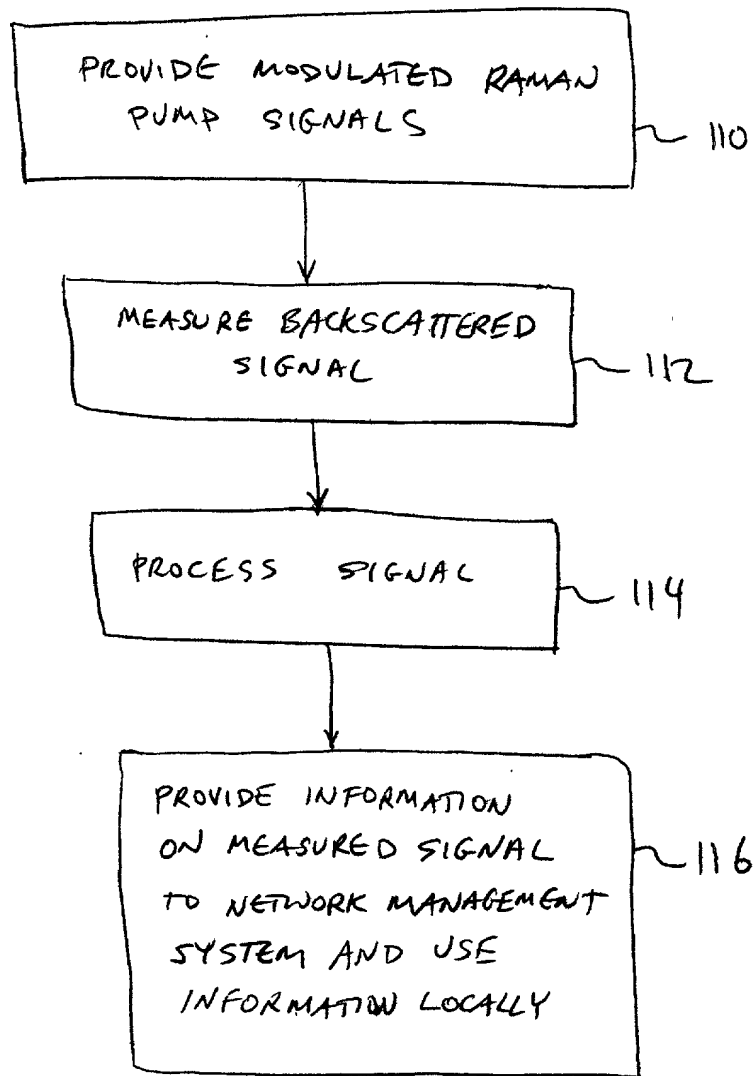 PROVIDE MODULATED RAMAN
PUMP SIGNALS
110
MEASURE BACKSCATTERED
SIGNAL
112
PROCESS SIGNAL
114
PROVIDE INFORMATION
ON MEASURED SIGNAL
TO NETWORK MANAGEMENT
SYSTEM AND USE
INFORMATION LOCALLY
116